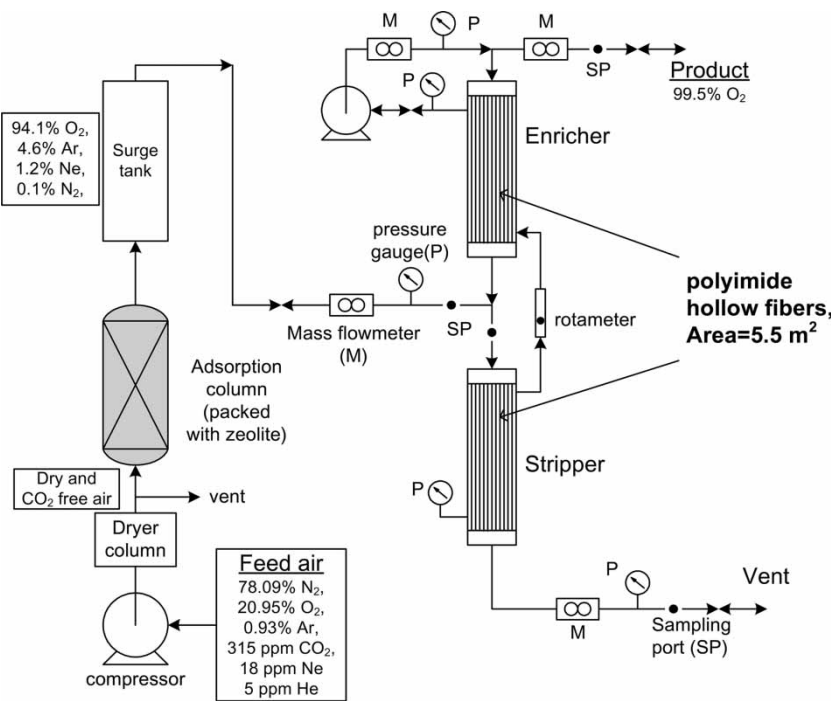 M
P
M
SP
Product
99.5% O₂
P
Enricher
94.1% O₂,
4.6% Ar,
1.2% Ne,
0.1% N₂,
Surge
tank
pressure
gauge(P)
Mass flowmeter
(M)
SP
rotameter
polyimide
hollow fibers,
Area=5.5 m²
Adsorption
column
(packed
with zeolite)
Stripper
P
Dry and
CO₂ free air
vent
Dryer
column
Feed air
78.09% N₂,
20.95% O₂,
0.93% Ar,
315 ppm CO₂,
18 ppm Ne
5 ppm He
compressor
M
P
Vent
Sampling
port (SP)